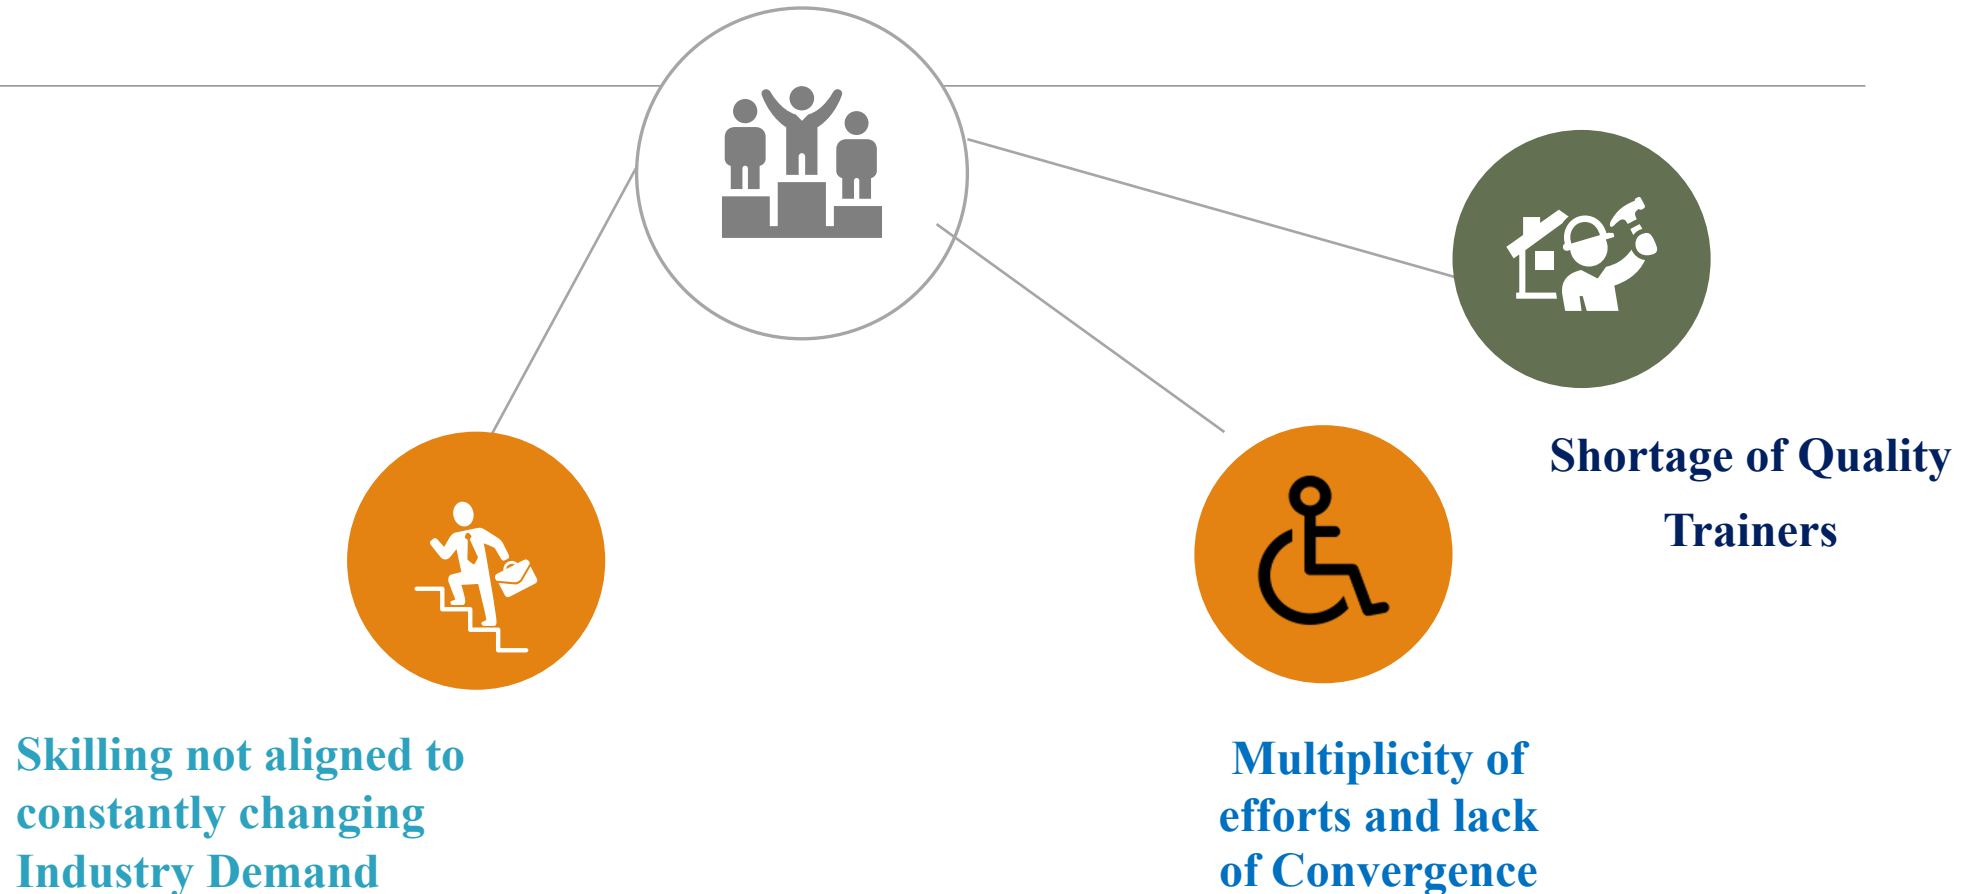 Shortage of Quality
Trainers
Skilling not aligned to
constantly changing
Industry Demand
Multiplicity of
efforts and lack
of Convergence